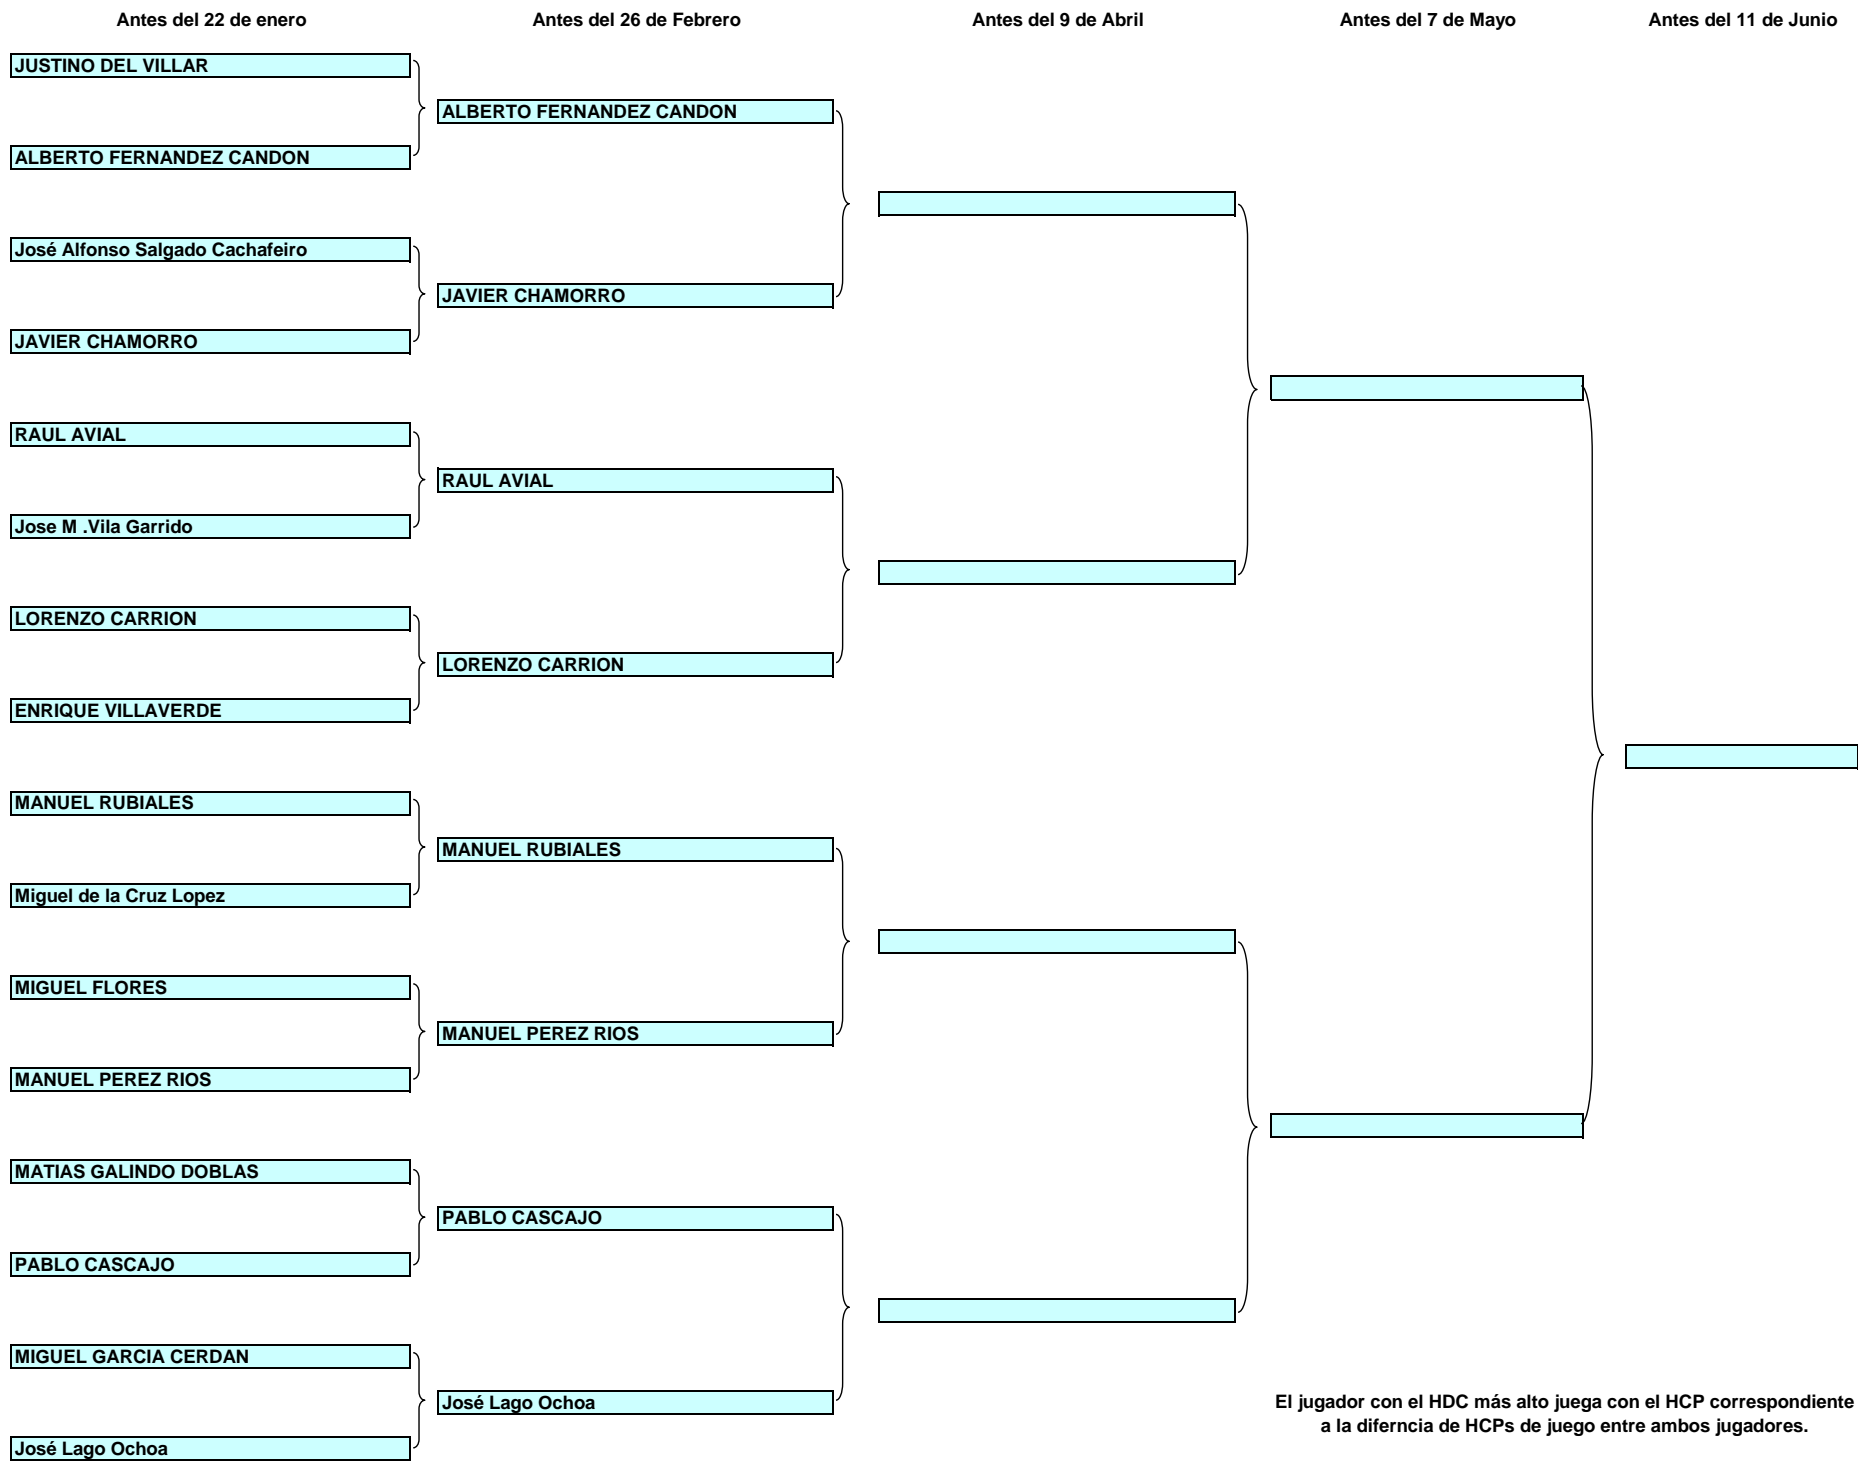 Antes del 22 de enero
Antes del 26 de Febrero
Antes del 9 de Abril
Antes del 7 de Mayo
Antes del 11 de Junio
JUSTINO DEL VILLAR
ALBERTO FERNANDEZ CANDON
ALBERTO FERNANDEZ CANDON
José Alfonso Salgado Cachafeiro
JAVIER CHAMORRO
JAVIER CHAMORRO
RAUL AVIAL
RAUL AVIAL
Jose M .Vila Garrido
LORENZO CARRION
LORENZO CARRION
ENRIQUE VILLAVERDE
MANUEL RUBIALES
MANUEL RUBIALES
Miguel de la Cruz Lopez
MIGUEL FLORES
MANUEL PEREZ RIOS
MANUEL PEREZ RIOS
MATIAS GALINDO DOBLAS
PABLO CASCAJO
PABLO CASCAJO
MIGUEL GARCIA CERDAN
José Lago Ochoa
José Lago Ochoa
El jugador con el HDC más alto juega con el HCP correspondiente
a la diferncia de HCPs de juego entre ambos jugadores.